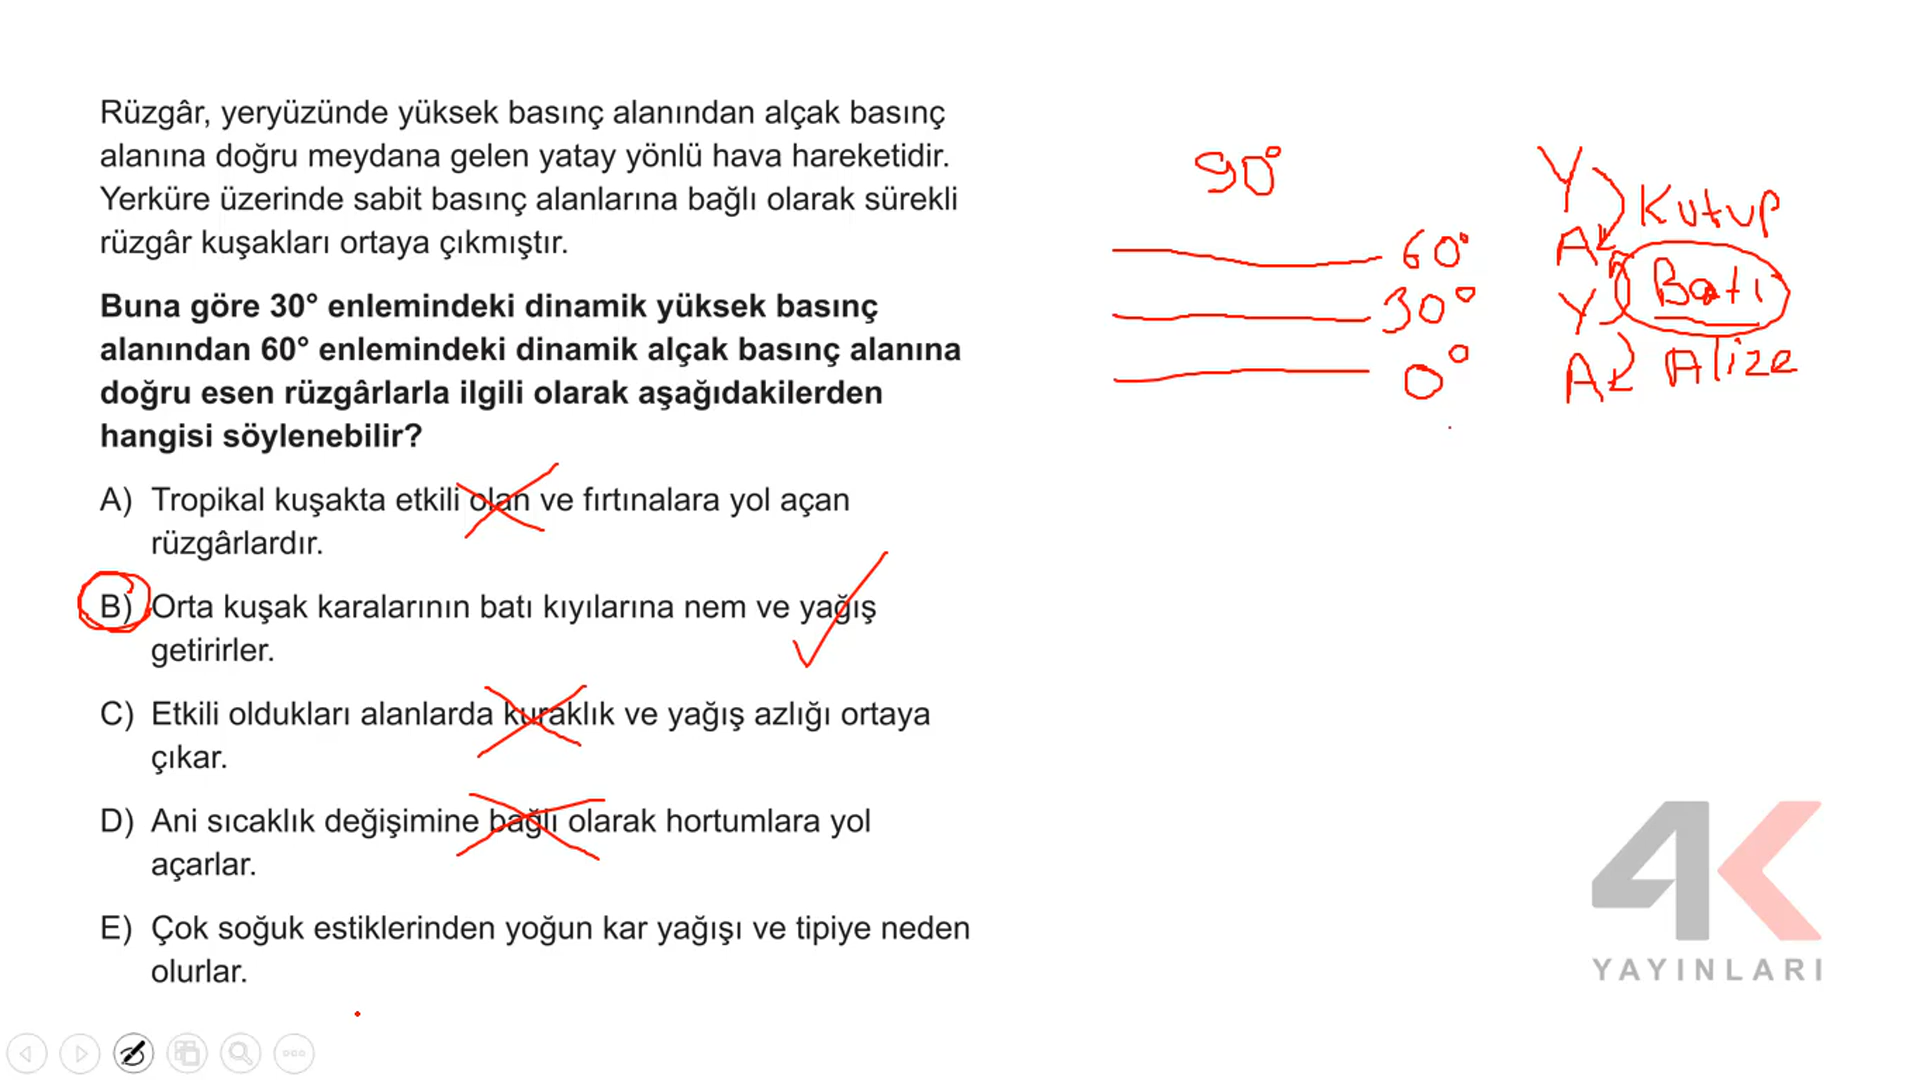 Rüzgâr, yeryüzünde yüksek basınç alanından alçak basınç
alanına doğru meydana gelen yatay yönlü hava hareketidir.
Yerküre üzerinde sabit basınç alanlarına bağlı olarak sürekli
rüzgâr kuşakları ortaya çıkmıştır.
Buna göre 30° enlemindeki dinamik yüksek basınç
alanından 60° enlemindeki dinamik alçak basınç alanına
doğru esen rüzgârlarla ilgili olarak aşağıdakilerden
hangisi söylenebilir?
A) Tropikal kuşakta etkili olan ve fırtınalara yol açan
rüzgârlardır.
B) Orta kuşak karalarının batı kıyılarına nem ve yağış
getirirler.
C) Etkili oldukları alanlarda kuraklık ve yağış azlığı ortaya
çıkar.
D) Ani sıcaklık değişimine bağlı olarak hortumlara yol
açarlar.
E) Çok soğuk estiklerinden yoğun kar yağışı ve tipiye neden
olurlar.
90° Y
Kutup
60° A
30° Y Batı
0° A Alize
4K
YAYINLARI